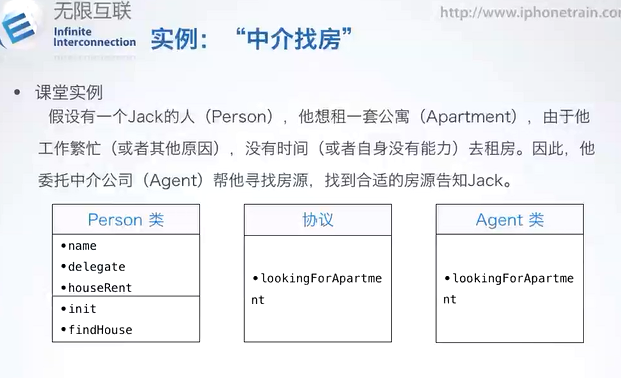 无限互联
http://www.iphonetrain.co
Infinite
Interconnection
实例：“中介找房”
• 课堂实例
假设有一个Jack的人（Person），他想租一套公寓（Apartment），由于他
工作繁忙（或者其他原因），没有时间（或者自身没有能力）去租房。因此，他
委托中介公司（Agent）帮他寻找房源，找到合适的房源告知Jack。
Person 类
•name
•delegate
•houseRent
•init
•findHouse
协议
•lookingForApartme
nt
Agent 类
•lookingForApartme
nt